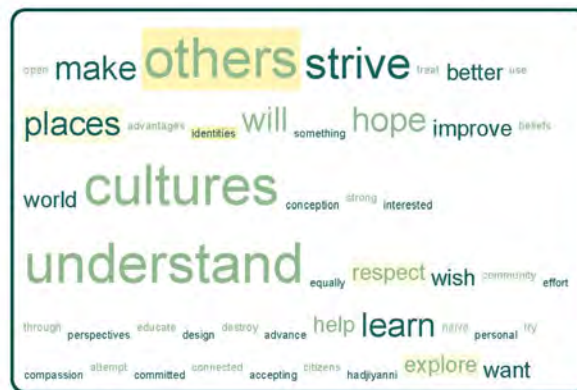 open make others strive treat better use
places advantages identities will something hope improve beliefs
world cultures conception strong interested
understand equally respect wish community effort
through perspectives educate design destroy advance help learn naive personal try
compassion attempt committed connected accepting citizens hadjiyanni explore want